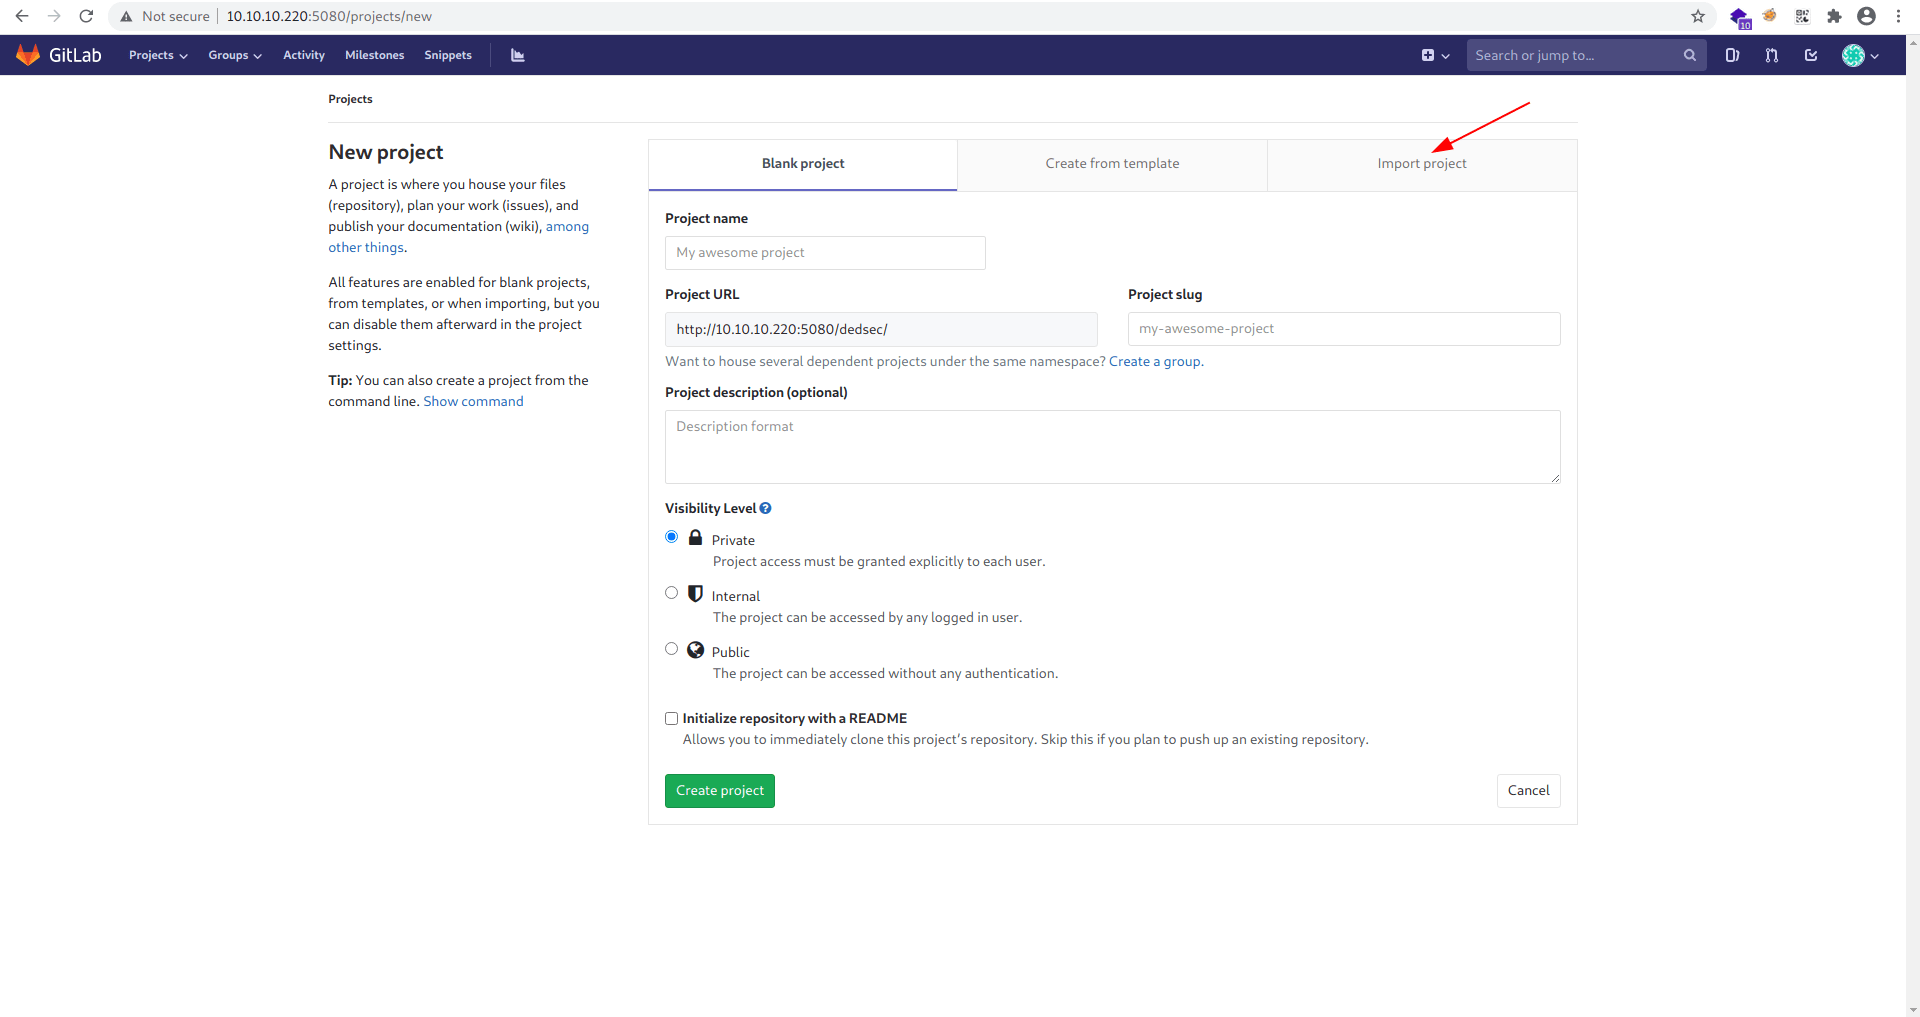 Not secure | 10.10.10.220:5080/projects/new
10
GitLab Projects Groups Activity Milestones Snippets Search or jump to...
Projects
New project
A project is where you house your files
(repository), plan your work (issues), and
publish your documentation (wiki), among
other things.
All features are enabled for blank projects,
from templates, or when importing, but you
can disable them afterward in the project
settings.
Tip: You can also create a project from the
command line. Show command
Blank project Create from template Import project
Project name
My awesome project
Project URL Project slug
http://10.10.10.220:5080/dedsec/ my-awesome-project
Want to house several dependent projects under the same namespace? Create a group.
Project description (optional)
Description format
Visibility Level ?
Private
Project access must be granted explicitly to each user.
Internal
The project can be accessed by any logged in user.
Public
The project can be accessed without any authentication.
Initialize repository with a README
Allows you to immediately clone this project's repository. Skip this if you plan to push up an existing repository.
Create project Cancel